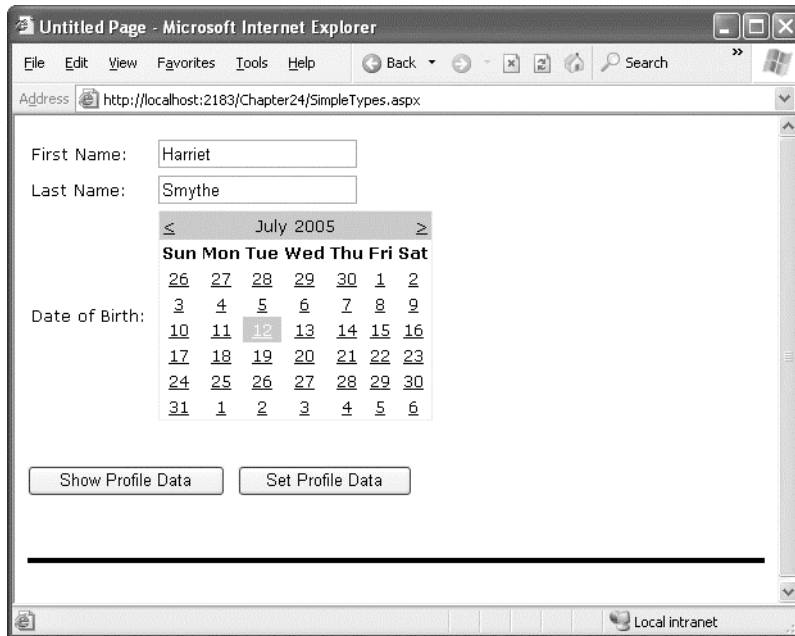 Untitled Page - Microsoft Internet Explorer
File Edit View Favorites Tools Help Back Search »
Address http://localhost:2183/Chapter24/SimpleTypes.aspx
First Name: Harriet
Last Name: Smythe
< July 2005 >
Sun Mon Tue Wed Thu Fri Sat
26 27 28 29 30 1 2
3 4 5 6 7 8 9
Date of Birth:
10 11 12 13 14 15 16
17 18 19 20 21 22 23
24 25 26 27 28 29 30
31 1 2 3 4 5 6
Show Profile Data Set Profile Data
Local intranet